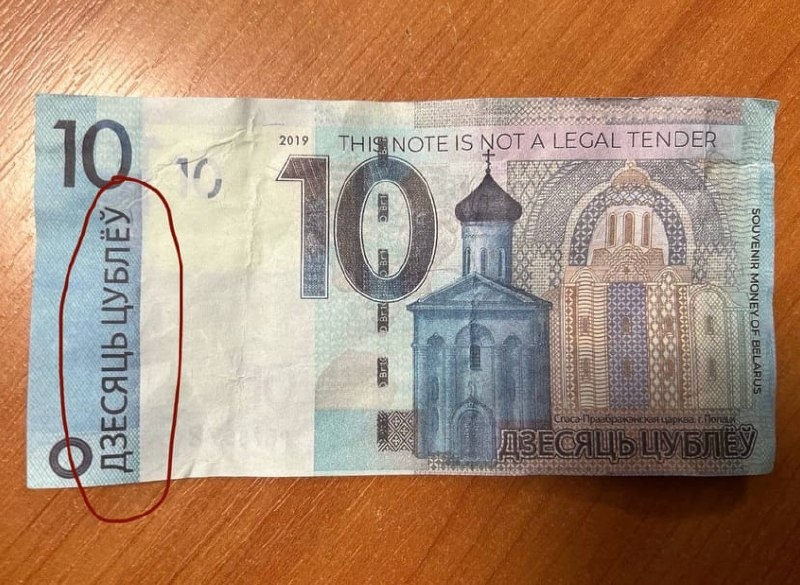 10
ДЗЕСЯЦЬ ЦУБЛЁЎ
10
2019
10
THIS NOTE IS NOT A LEGAL TENDER
SOUVENIR MONEY OF BELARUS
Спаса-Праабражэнская царква, г. Полацк
ДЗЕСЯЦЬ ЦУБЛЁЎ